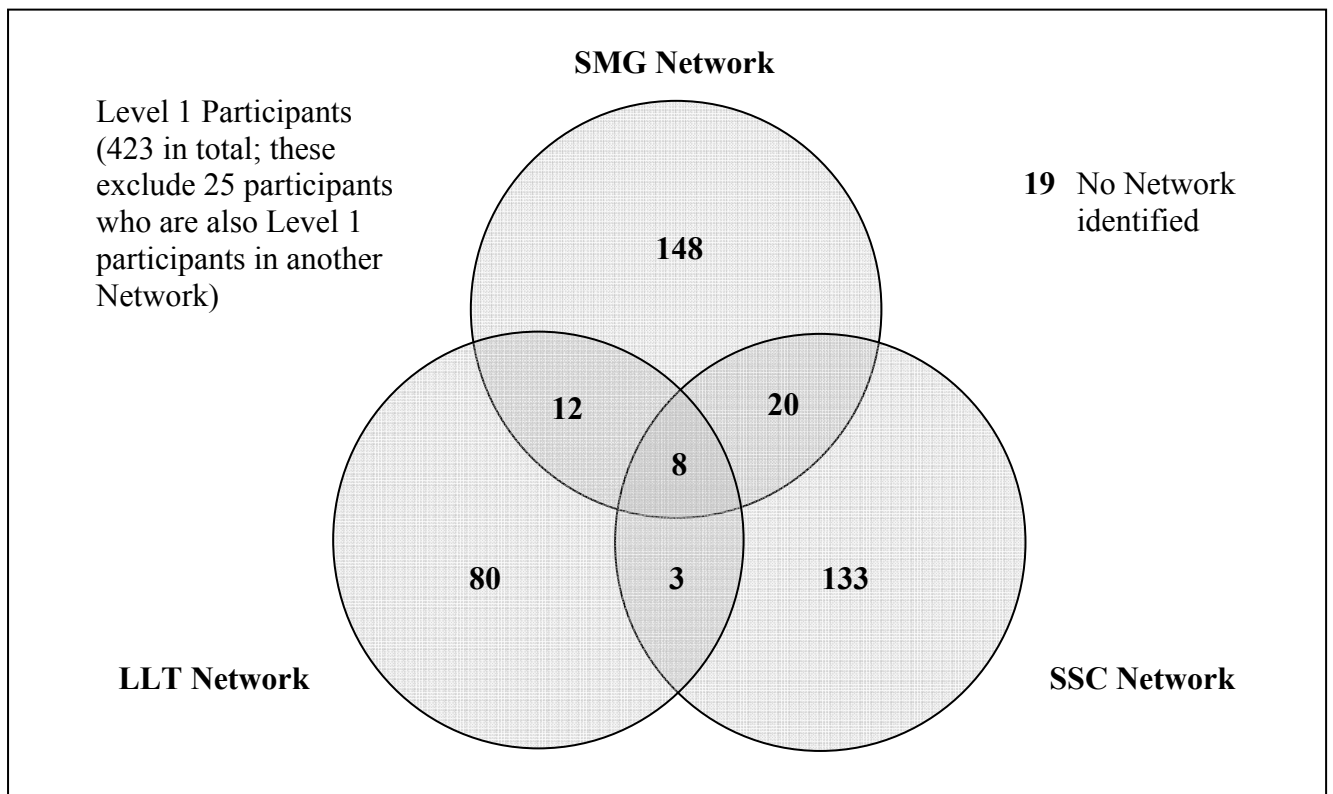 SMG Network
Level 1 Participants
(423 in total; these
exclude 25 participants
who are also Level 1
participants in another
Network)
19 No Network
identified
148
12
20
8
80
3
133
LLT Network
SSC Network